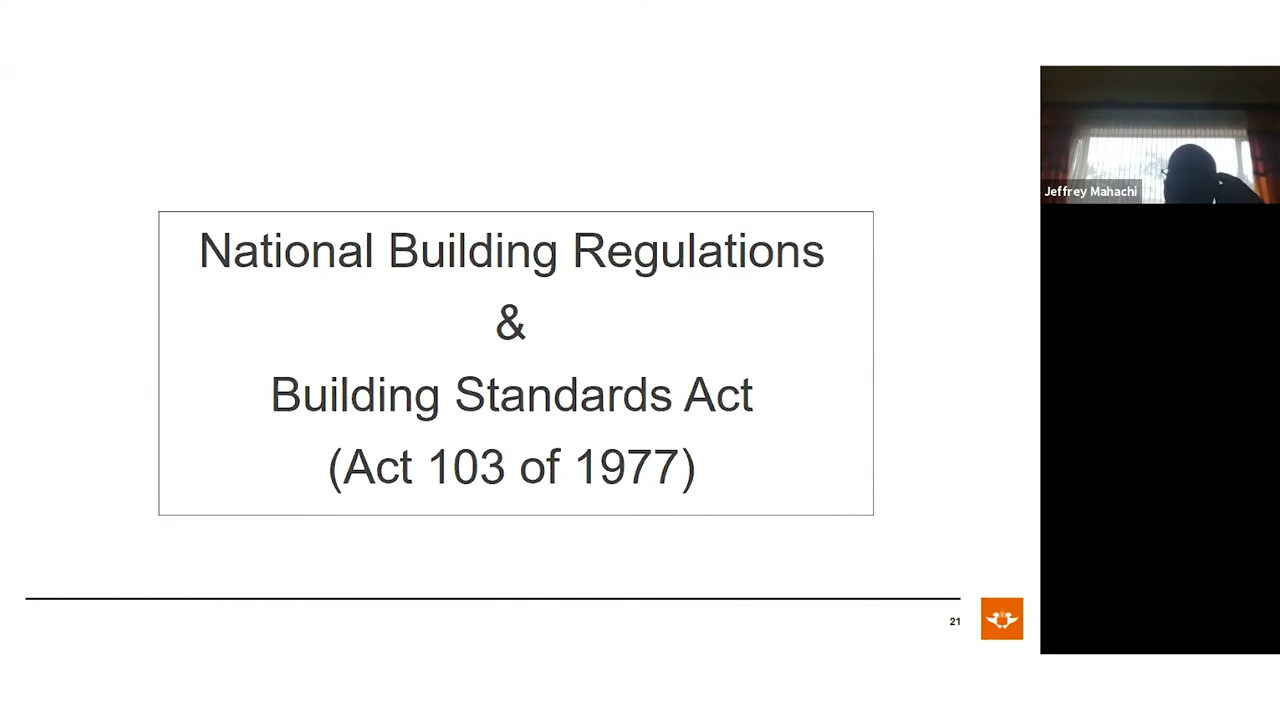 National Building Regulations
&
Building Standards Act
(Act 103 of 1977)
21
Jeffrey Mahachi